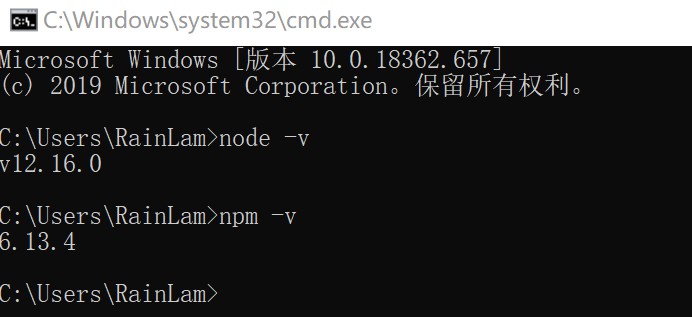 C:\Windows\system32\cmd.exe
Microsoft Windows [版本 10.0.18362.657]
(c) 2019 Microsoft Corporation。保留所有权利。
C:\Users\RainLam>node -v
v12.16.0
C:\Users\RainLam>npm -v
6.13.4
C:\Users\RainLam>